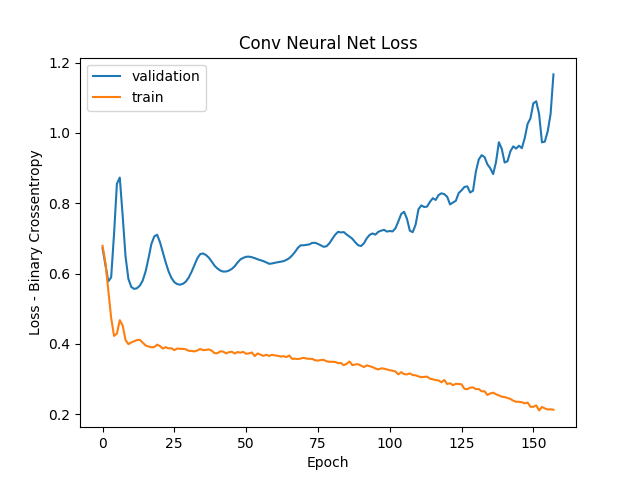 Conv Neural Net Loss
validation
train
1.2
1.0
0.8
0.6
0.4
0.2
Loss - Binary Crossentropy
0 25 50 75 100 125 150
Epoch